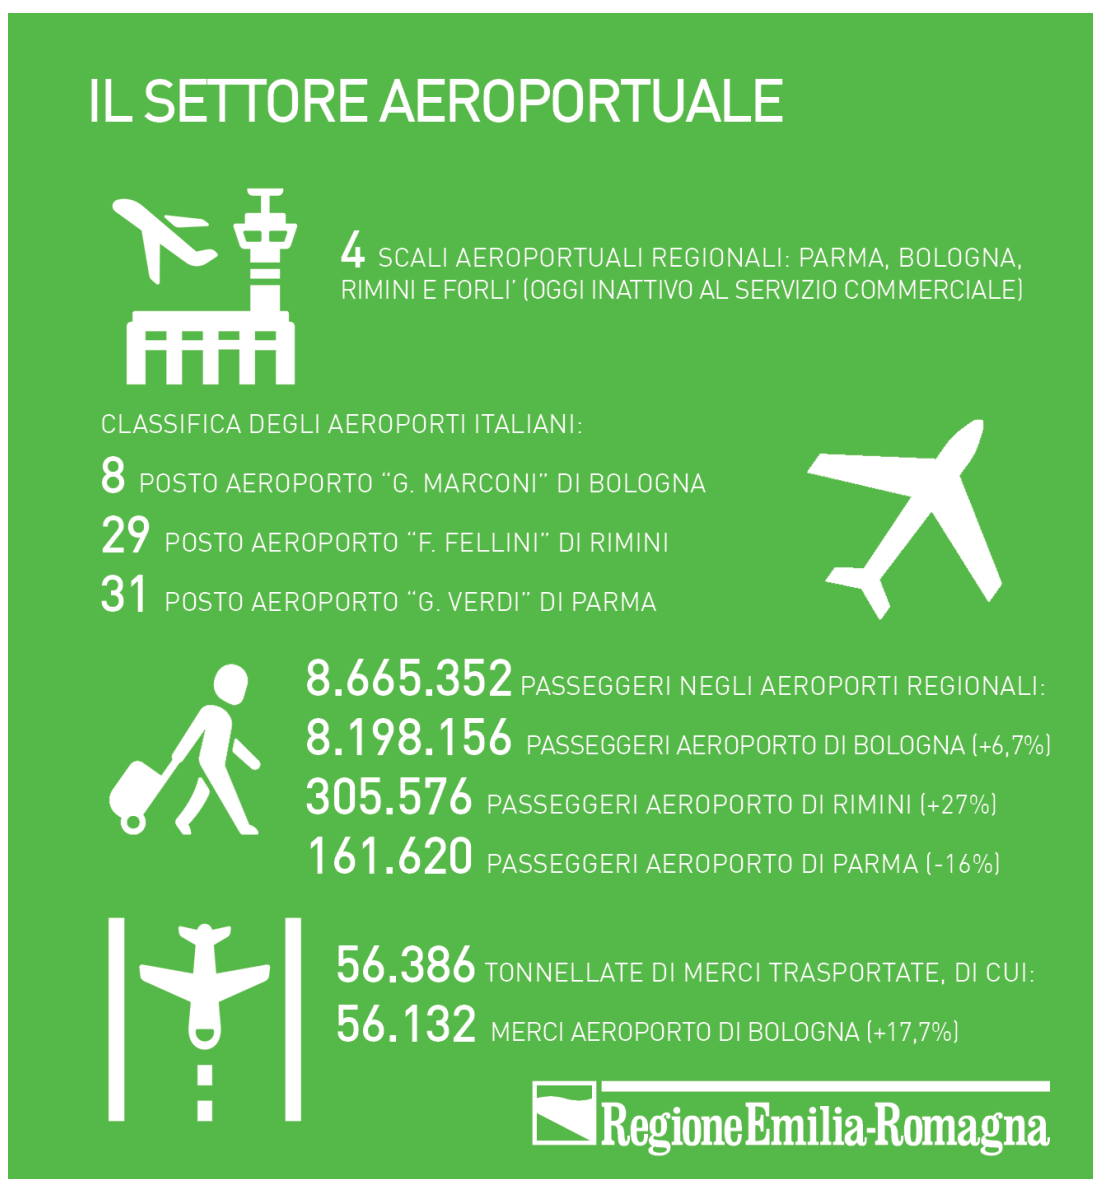 IL SETTORE AEROPORTUALE
4 SCALI AEROPORTUALI REGIONALI: PARMA, BOLOGNA,
RIMINI E FORLI' (OGGI INATTIVO AL SERVIZIO COMMERCIALE)
CLASSIFICA DEGLI AEROPORTI ITALIANI:
8 POSTO AEROPORTO “G. MARCONI” DI BOLOGNA
29 POSTO AEROPORTO “F. FELLINI” DI RIMINI
31 POSTO AEROPORTO “G. VERDI” DI PARMA
8.665.352 PASSEGGERI NEGLI AEROPORTI REGIONALI:
8.198.156 PASSEGGERI AEROPORTO DI BOLOGNA (+6,7%)
305.576 PASSEGGERI AEROPORTO DI RIMINI (+27%)
161.620 PASSEGGERI AEROPORTO DI PARMA (-16%)
56.386 TONNELLATE DI MERCI TRASPORTATE, DI CUI:
56.132 MERCI AEROPORTO DI BOLOGNA (+17,7%)
RegioneEmilia-Romagna